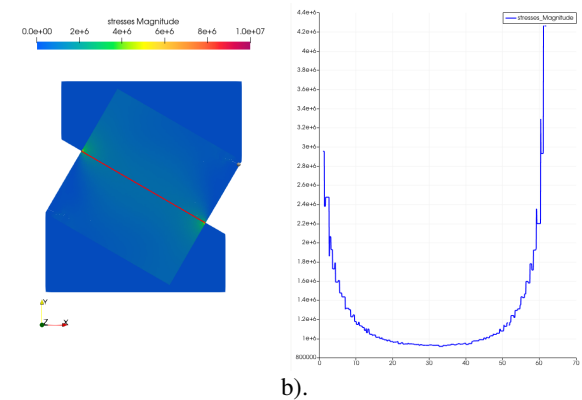 stresses Magnitude
0.0e+00 2e+6 4e+6 6e+6 8e+6 1.0e+07
Y
Z X
stresses_Magnitude
4.4e+6
4.2e+6
4e+6
3.8e+6
3.6e+6
3.4e+6
3.2e+6
3e+6
2.8e+6
2.6e+6
2.4e+6
2.2e+6
2e+6
1.8e+6
1.6e+6
1.4e+6
1.2e+6
1e+6
800000
0 10 20 30 40 50 60 70
b).